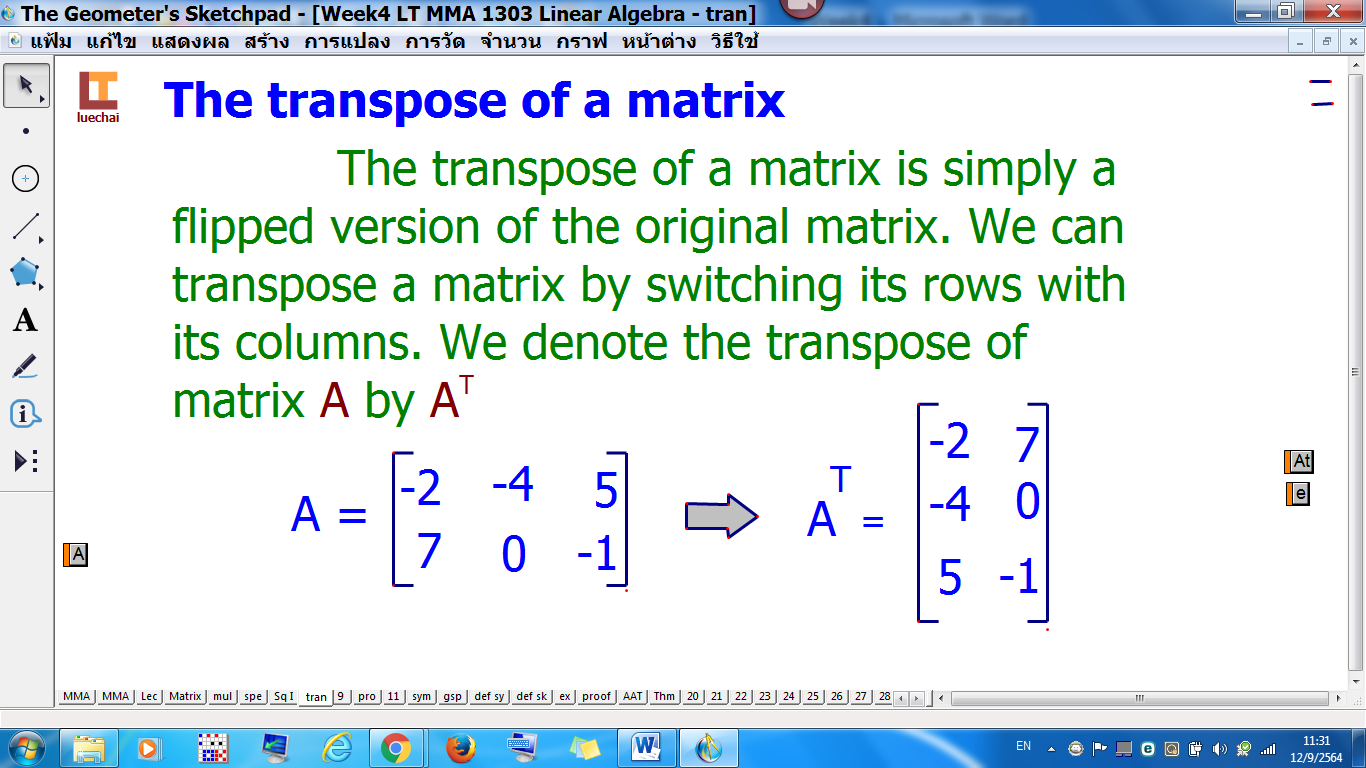 The Geometer's Sketchpad - [Week4 LT MMA 1303 Linear Algebra - tran]
แฟ้ม แก้ไข แสดงผล สร้าง การแปลง การวัด จำนวน กราฟ หน้าต่าง วิธีใช้
LT
luechai
The transpose of a matrix
The transpose of a matrix is simply a
flipped version of the original matrix. We can
transpose a matrix by switching its rows with
its columns. We denote the transpose of
matrix A by Aᵀ
A = [-2 -4 5
7 0 -1]
Aᵀ = [-2 7
-4 0
5 -1]
At
e
A
MMA MMA Lec Matrix mul spe Sq I tran 9 pro 11 sym gsp def sy def sk ex proof AAT Thm 20 21 22 23 24 25 26 27 28
EN
11:31
12/9/2564